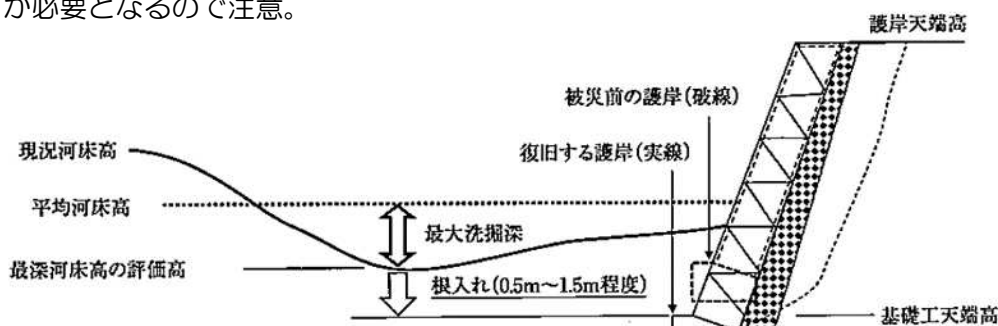 が必要となるので注意。
護岸天端高
被災前の護岸(破線)
現況河床高
復旧する護岸(実線)
平均河床高
最大洗掘深
最深河床高の評価高
根入れ(0.5m～1.5m程度)
基礎工天端高